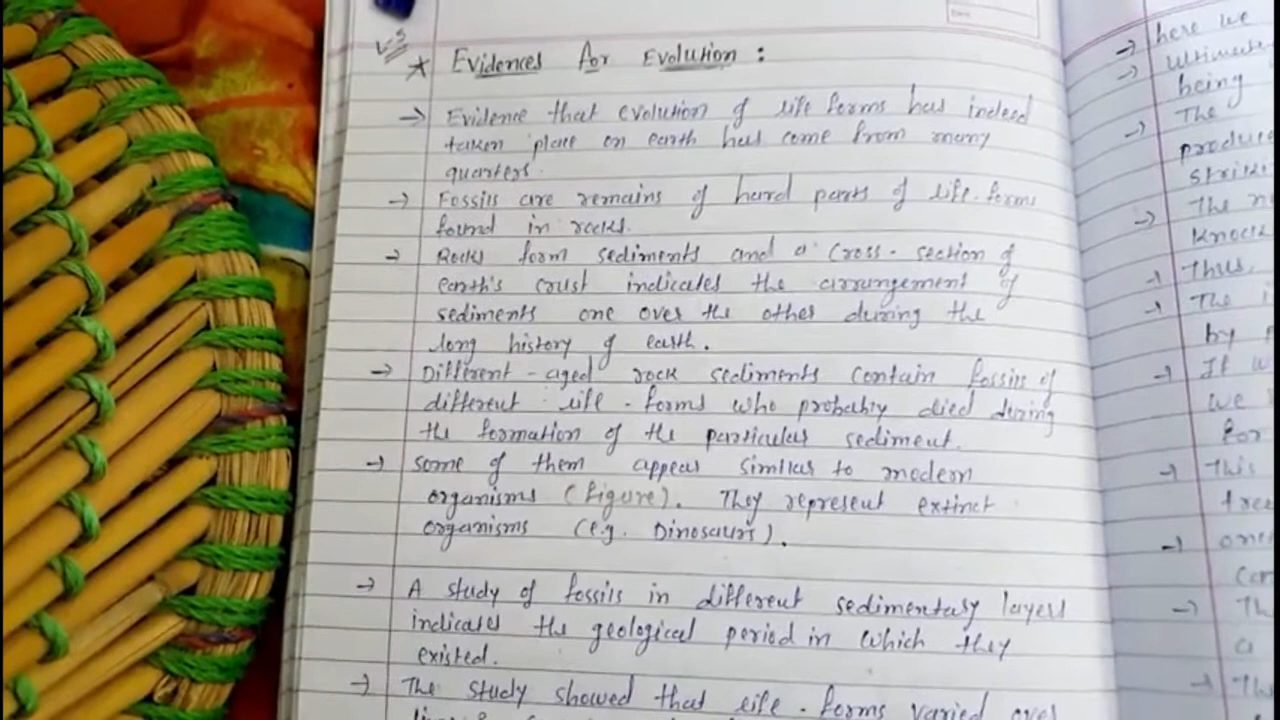 L-5
* Evidences for Evolution :
→ Evidence that evolution of life forms has indeed
taken place on earth has come from many
quarters.
→ Fossils are remains of hard parts of life-forms
found in rocks.
→ Rocks form sediments and a cross-section of
earth's crust indicates the arrangement of
sediments one over the other during the
long history of earth.
→ Different-aged rock sediments contain fossils of
different life-forms who probably died during
the formation of the particular sediment.
→ some of them appear similar to modern
organisms (figure). They represent extinct
organisms (e.g. Dinosaurs).
→ A study of fossils in different sedimentary layers
indicates the geological period in which they
existed.
→ The study showed that life-forms varied over
→ here we
→
being
→ The
→ The
→ Thus,
→ The
by
→ If
we
for
→ This
→
→ Th
a
→